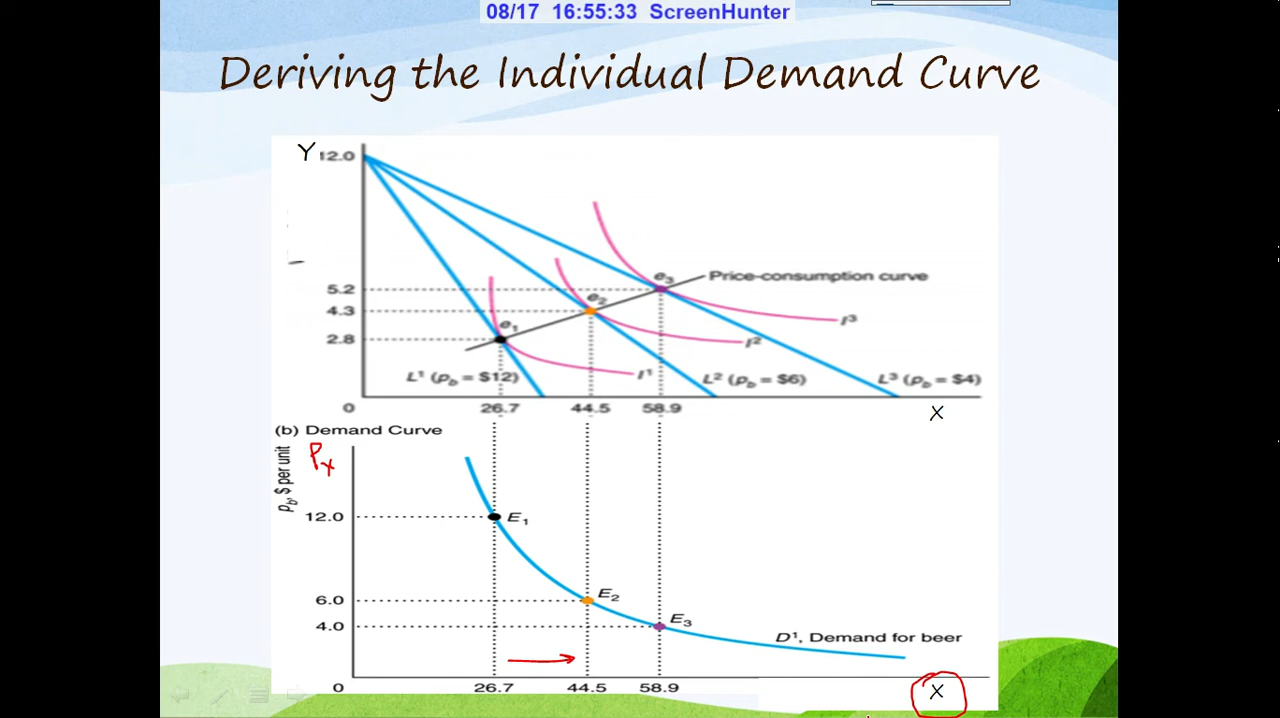 08/17 16:55:33 ScreenHunter
Deriving the Individual Demand Curve
Y 12.0
e3 Price-consumption curve
5.2
e2
4.3
I3
e1
2.8
I2
L1 (pb = $12) I1 L2 (pb = $6) L3 (pb = $4)
0 26.7 44.5 58.9 X
(b) Demand Curve
Px
pb, $ per unit
12.0 E1
6.0 E2
4.0 E3
D1, Demand for beer
0 26.7 44.5 58.9 X